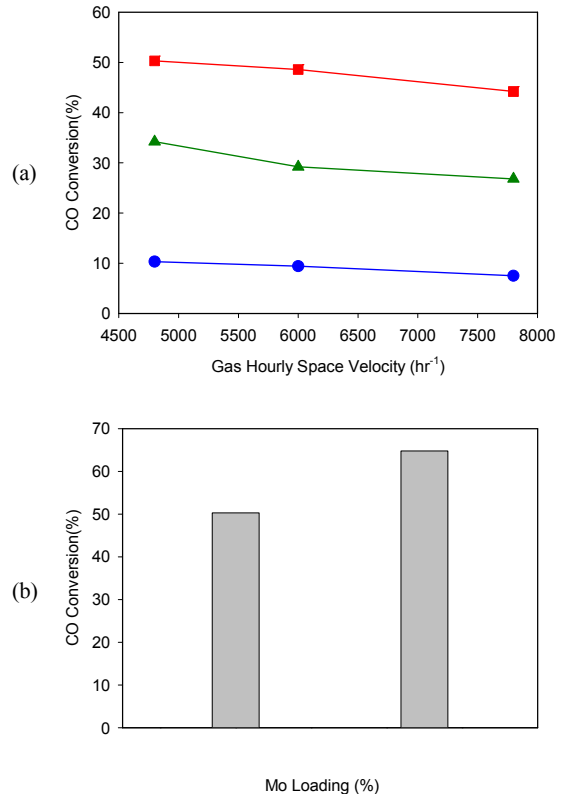 60
50
40
30
20
10
0
CO Conversion(%)
(a)
4500 5000 5500 6000 6500 7000 7500 8000
Gas Hourly Space Velocity (hr⁻¹)
70
60
50
40
30
20
10
0
CO Conversion(%)
(b)
Mo Loading (%)